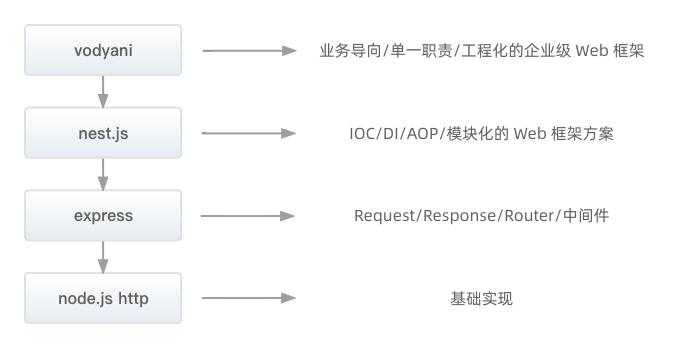 vodyani
业务导向/单一职责/工程化的企业级 Web 框架
nest.js
IOC/DI/AOP/模块化的 Web 框架方案
express
Request/Response/Router/中间件
node.js http
基础实现